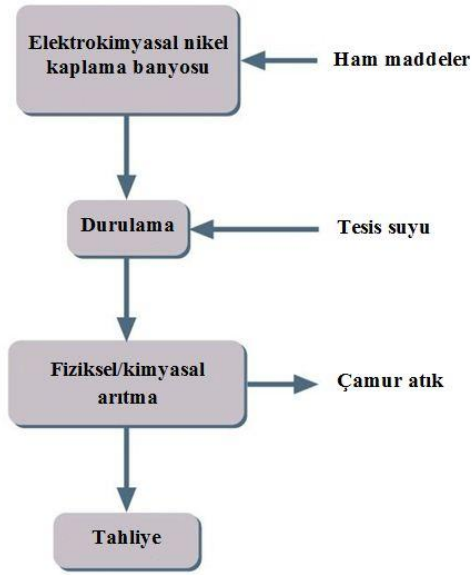 Elektrokimyasal nikel
kaplama banyosu
Ham maddeler
Durulama
Tesis suyu
Fiziksel/kimyasal
arıtma
Çamur atık
Tahliye